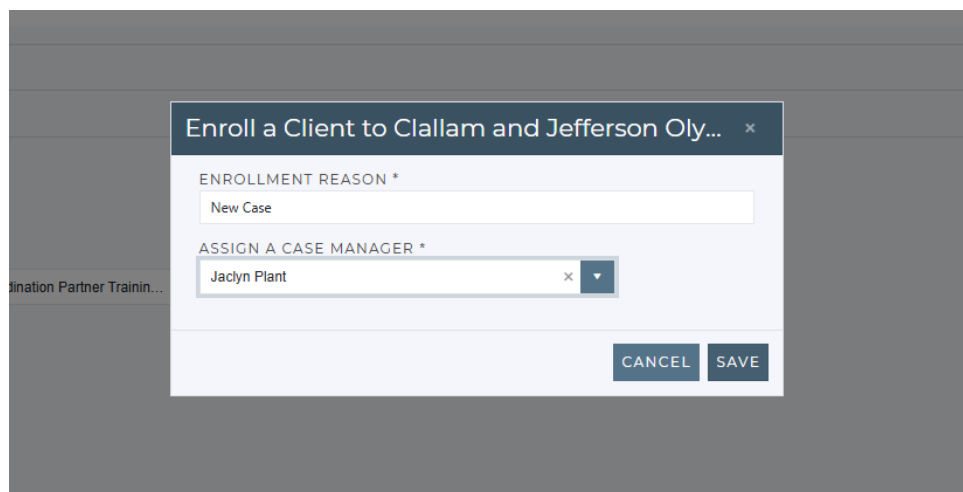 Enroll a Client to Clallam and Jefferson Oly... ×
ENROLLMENT REASON *
New Case
ASSIGN A CASE MANAGER *
Jaclyn Plant ×
dination Partner Trainin...
CANCEL SAVE